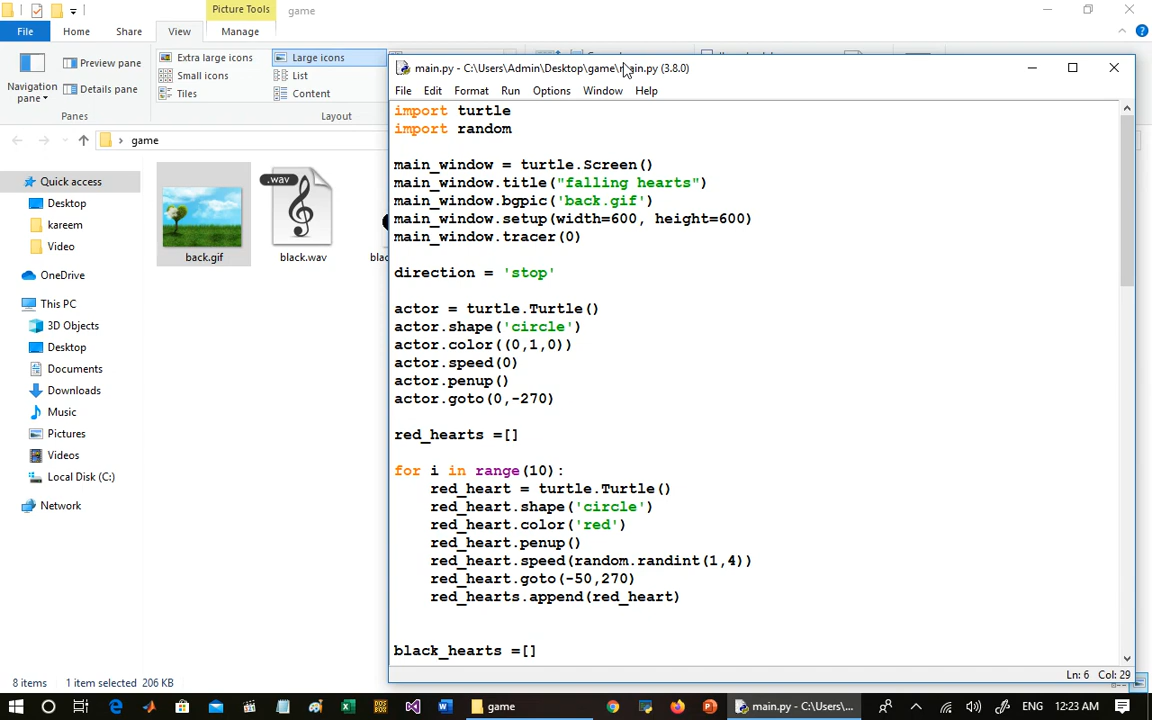 Picture Tools
game
File
Home
Share
View
Manage
Navigation
pane
Preview pane
Details pane
Panes
Extra large icons
Large icons
Small icons
List
Tiles
Content
Layout
game
Quick access
Desktop
kareem
Video
OneDrive
This PC
3D Objects
Desktop
Documents
Downloads
Music
Pictures
Videos
Local Disk (C:)
Network
back.gif
.wav
black.wav
8 items
1 item selected 206 KB
main.py - C:\Users\Admin\Desktop\game\main.py (3.8.0)
File Edit Format Run Options Window Help
import turtle
import random
main_window = turtle.Screen()
main_window.title("falling hearts")
main_window.bgpic('back.gif')
main_window.setup(width=600, height=600)
main_window.tracer(0)
direction = 'stop'
actor = turtle.Turtle()
actor.shape('circle')
actor.color((0,1,0))
actor.speed(0)
actor.penup()
actor.goto(0,-270)
red_hearts =[]
for i in range(10):
    red_heart = turtle.Turtle()
    red_heart.shape('circle')
    red_heart.color('red')
    red_heart.penup()
    red_heart.speed(random.randint(1,4))
    red_heart.goto(-50,270)
    red_hearts.append(red_heart)
black_hearts =[]
Ln: 6 Col: 29
game
main.py - C:\Users\...
ENG
12:23 AM